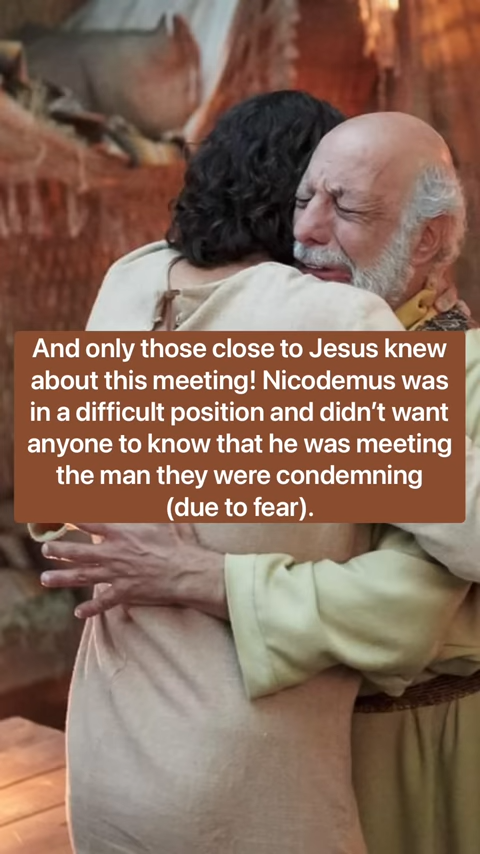 And only those close to Jesus knew
about this meeting! Nicodemus was
in a difficult position and didn’t want
anyone to know that he was meeting
the man they were condemning
(due to fear).